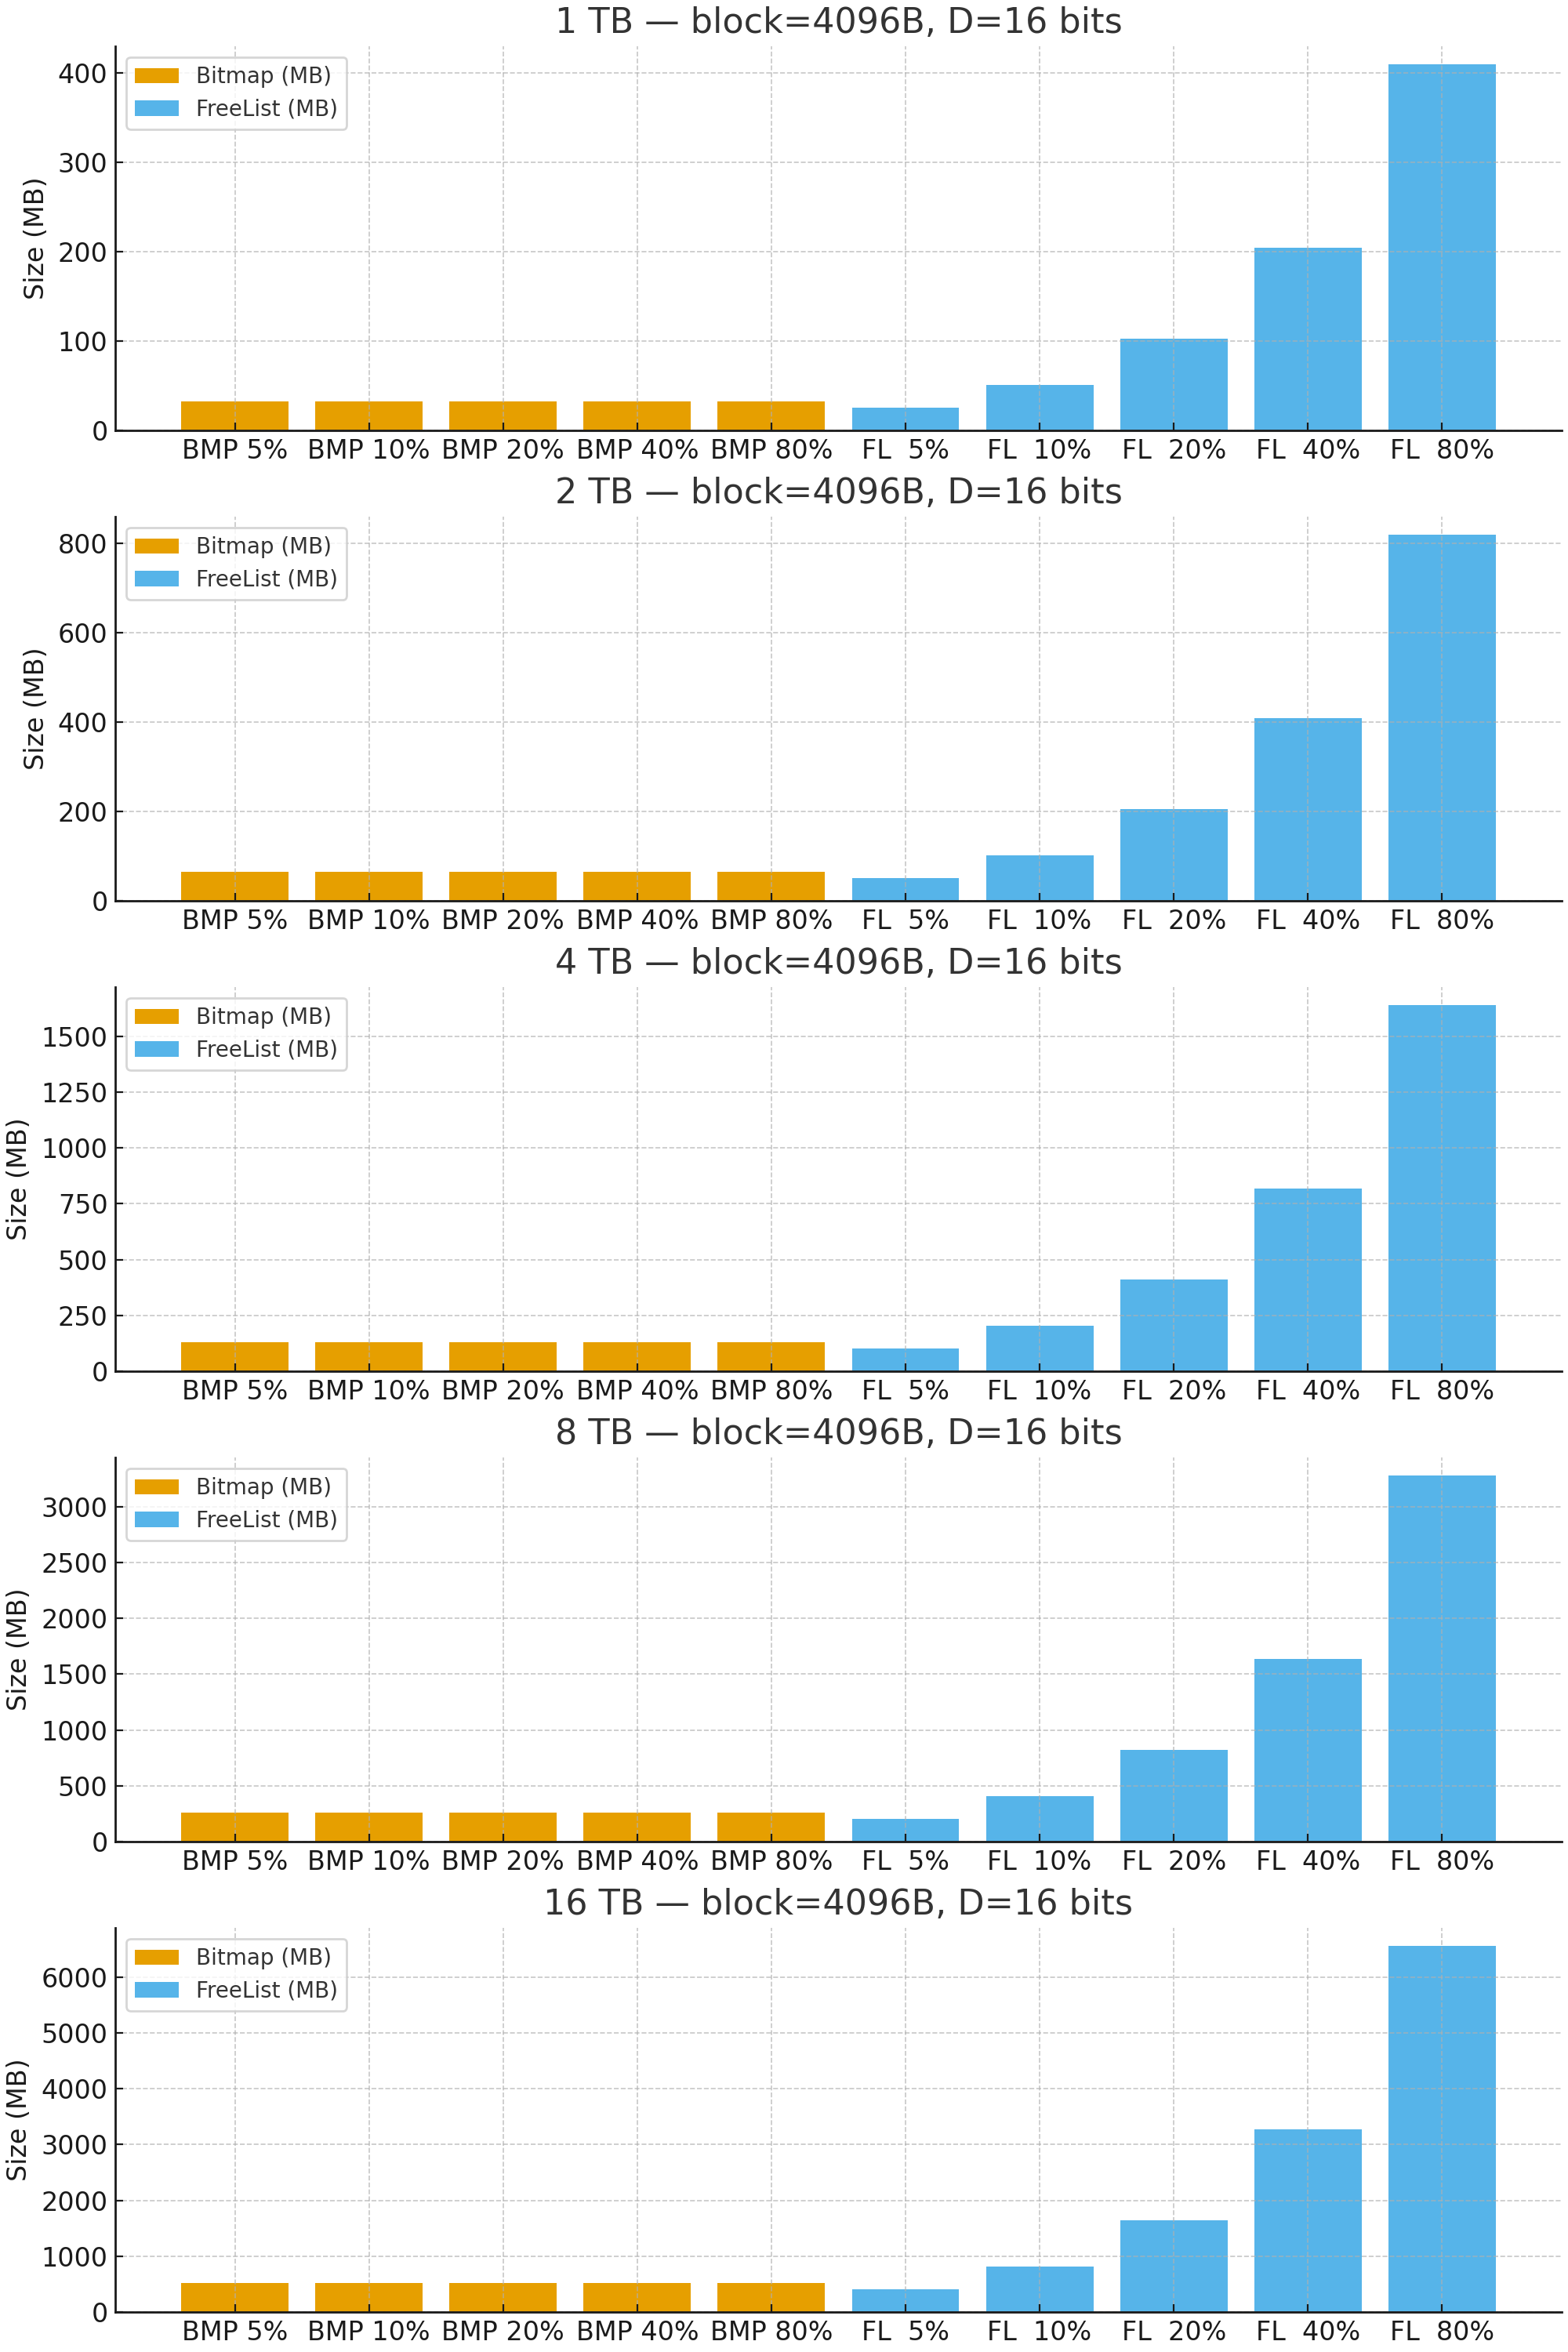 1 TB — block=4096B, D=16 bits
Bitmap (MB)
FreeList (MB)
Size (MB)
400
300
200
100
0
BMP 5% BMP 10% BMP 20% BMP 40% BMP 80% FL 5% FL 10% FL 20% FL 40% FL 80%
2 TB — block=4096B, D=16 bits
Bitmap (MB)
FreeList (MB)
Size (MB)
800
600
400
200
0
BMP 5% BMP 10% BMP 20% BMP 40% BMP 80% FL 5% FL 10% FL 20% FL 40% FL 80%
4 TB — block=4096B, D=16 bits
Bitmap (MB)
FreeList (MB)
Size (MB)
1500
1250
1000
750
500
250
0
BMP 5% BMP 10% BMP 20% BMP 40% BMP 80% FL 5% FL 10% FL 20% FL 40% FL 80%
8 TB — block=4096B, D=16 bits
Bitmap (MB)
FreeList (MB)
Size (MB)
3000
2500
2000
1500
1000
500
0
BMP 5% BMP 10% BMP 20% BMP 40% BMP 80% FL 5% FL 10% FL 20% FL 40% FL 80%
16 TB — block=4096B, D=16 bits
Bitmap (MB)
FreeList (MB)
Size (MB)
6000
5000
4000
3000
2000
1000
0
BMP 5% BMP 10% BMP 20% BMP 40% BMP 80% FL 5% FL 10% FL 20% FL 40% FL 80%